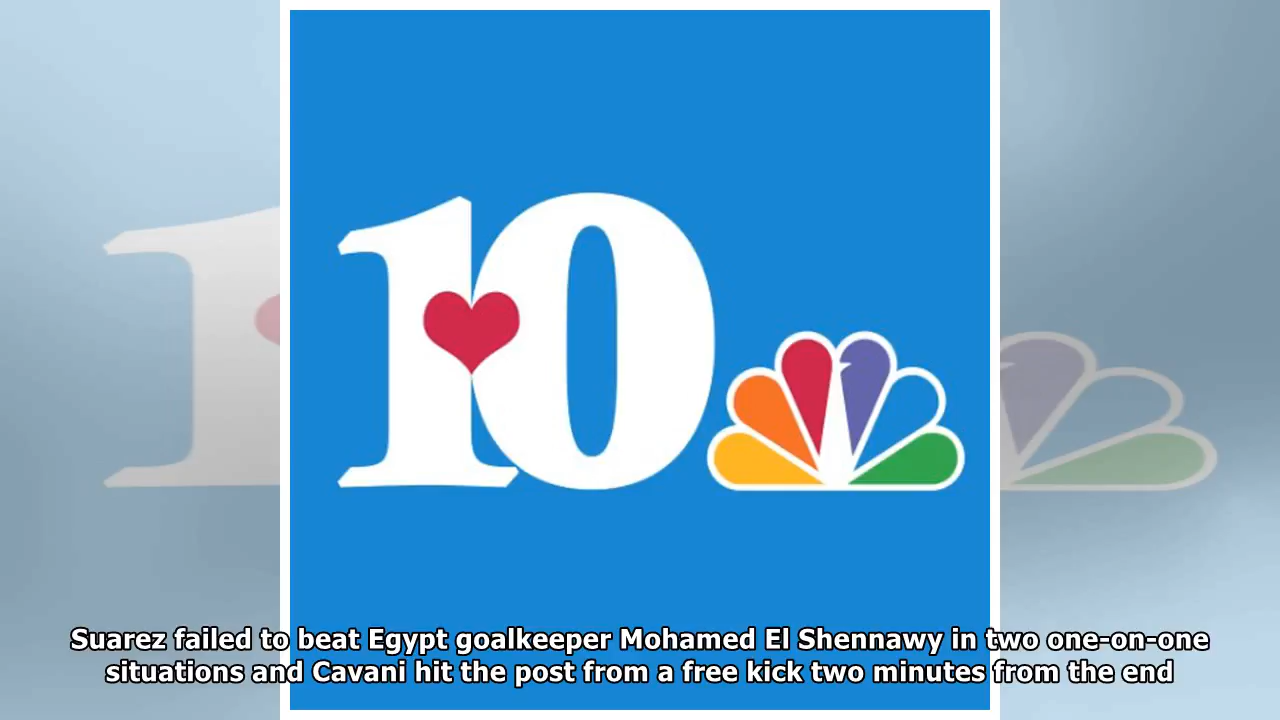 10
Suarez failed to beat Egypt goalkeeper Mohamed El Shennawy in two one-on-one
situations and Cavani hit the post from a free kick two minutes from the end